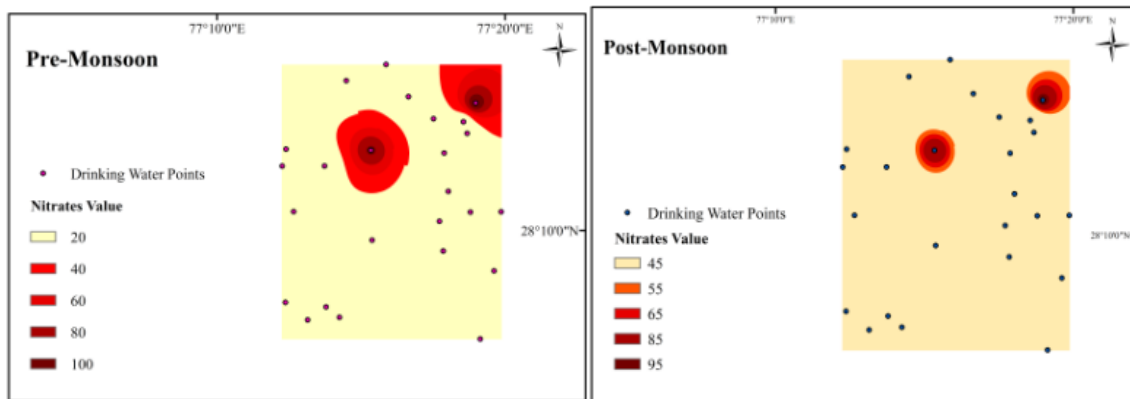 77°10'0"E
77°20'0"E
N
Pre-Monsoon
Drinking Water Points
Nitrates Value
20
40
60
80
100
28°10'0"N
77°10'0"E
77°20'0"E
N
Post-Monsoon
Drinking Water Points
Nitrates Value
45
55
65
85
95
28°10'0"N